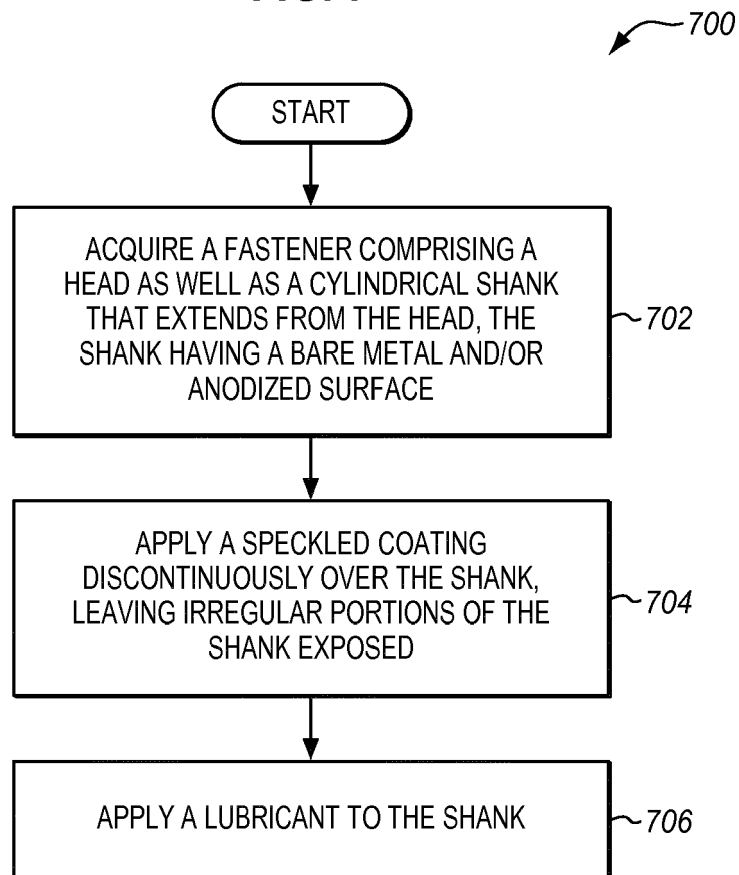 700
START
ACQUIRE A FASTENER COMPRISING A
HEAD AS WELL AS A CYLINDRICAL SHANK
THAT EXTENDS FROM THE HEAD, THE
SHANK HAVING A BARE METAL AND/OR
ANODIZED SURFACE
702
APPLY A SPECKLED COATING
DISCONTINUOUSLY OVER THE SHANK,
LEAVING IRREGULAR PORTIONS OF THE
SHANK EXPOSED
704
APPLY A LUBRICANT TO THE SHANK
706